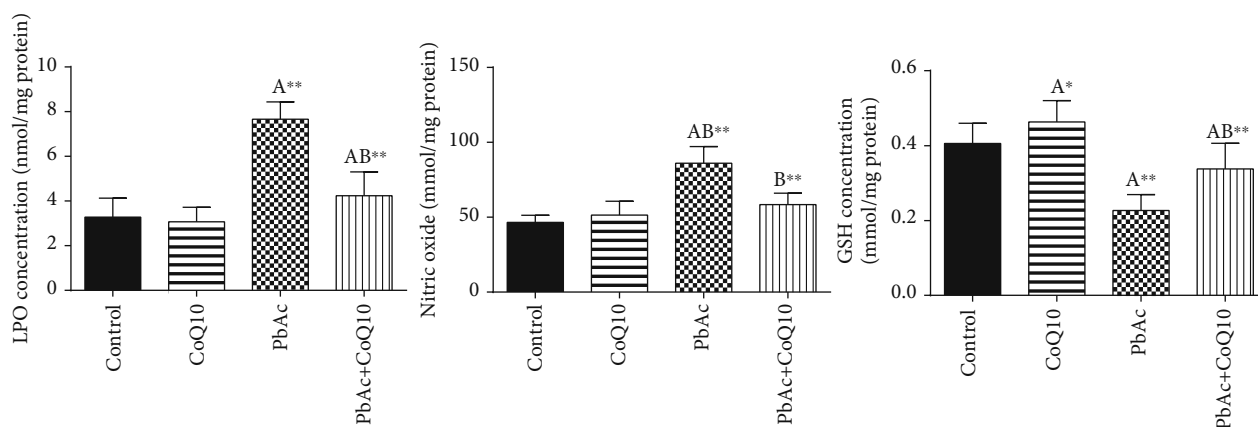 LPO concentration (nmol/mg protein)
10
8
6
4
2
0
A**
AB**
Control
CoQ10
PbAc
PbAc+CoQ10
Nitric oxide (mmol/mg protein)
150
100
50
0
AB**
B**
Control
CoQ10
PbAc
PbAc+CoQ10
GSH concentration
(mmol/mg protein)
0.6
0.4
0.2
0.0
A*
A**
AB**
Control
CoQ10
PbAc
PbAc+CoQ10